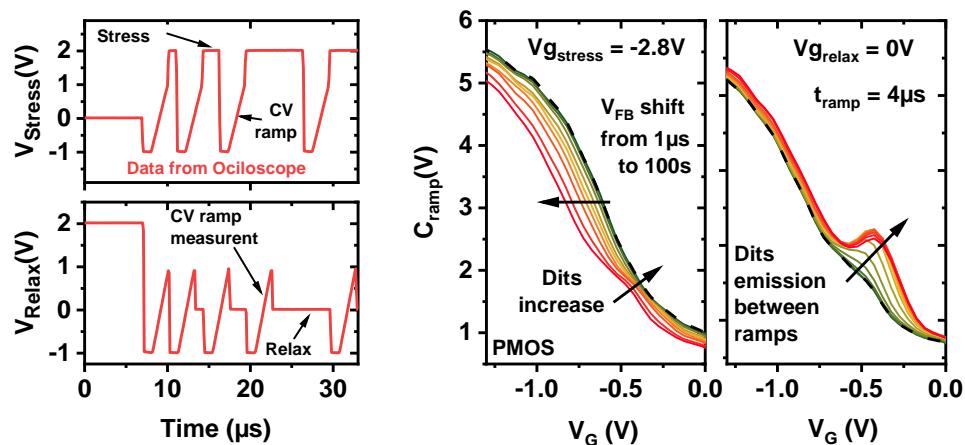 V_Stress(V)
2
1
0
-1
Stress
CV
ramp
Data from Ociloscope
V_Relax(V)
2
1
0
-1
CV ramp
measurent
Relax
0 10 20 30
Time (µs)
C_ramp(V)
6
5
4
3
2
1
Vg_stress = -2.8V
V_FB shift
from 1µs
to 100s
Dits
increase
PMOS
-1.0 -0.5 0.0
V_G (V)
Vg_relax = 0V
t_ramp = 4µs
Dits
emission
between
ramps
-1.0 -0.5 0.0
V_G (V)